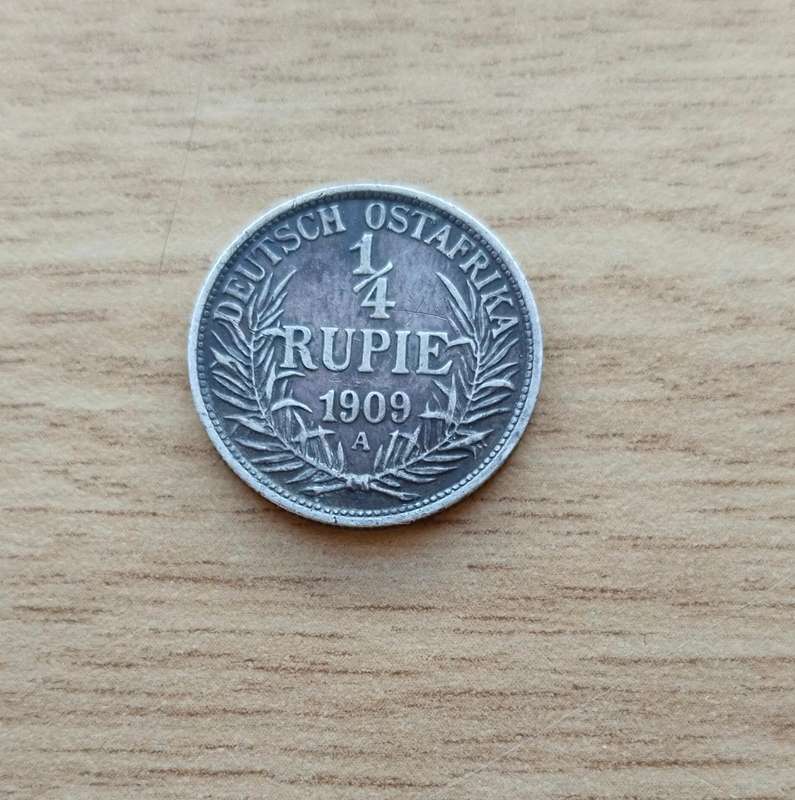 DEUTSCH OSTAFRIKA
1/4
RUPIE
1909
A